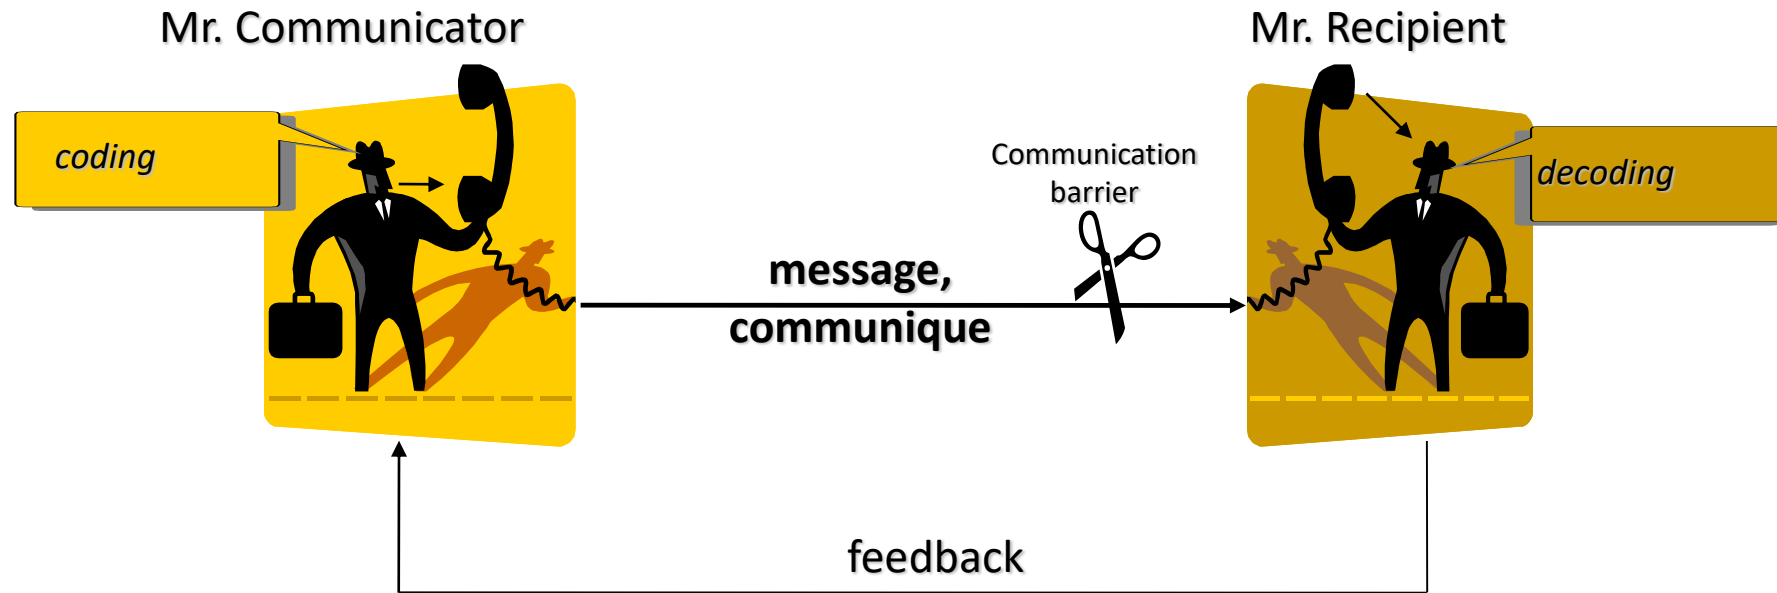 Mr. Communicator
Mr. Recipient
coding
Communication
barrier
decoding
message,
communique
feedback